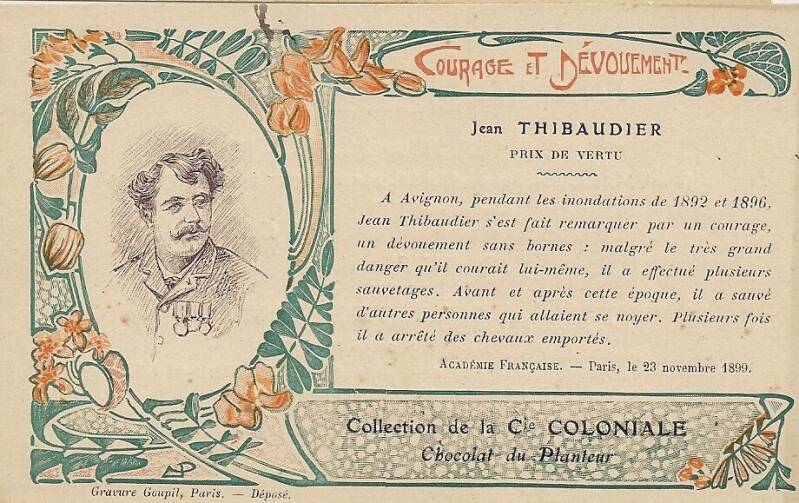 COURAGE ET DÉVOUEMENT
Jean THIBAUDIER
PRIX DE VERTU
A Avignon, pendant les inondations de 1892 et 1896,
Jean Thibaudier s'est fait remarquer par un courage,
un dévouement sans bornes : malgré le très grand
danger qu'il courait lui-même, il a effectué plusieurs
sauvetages. Avant et après cette époque, il a sauvé
d'autres personnes qui allaient se noyer. Plusieurs fois
il a arrêté des chevaux emportés.
ACADÉMIE FRANÇAISE. — Paris, le 23 novembre 1899.
Collection de la Cie COLONIALE
Chocolat du Planteur
Gravure Goupil, Paris. — Déposé.